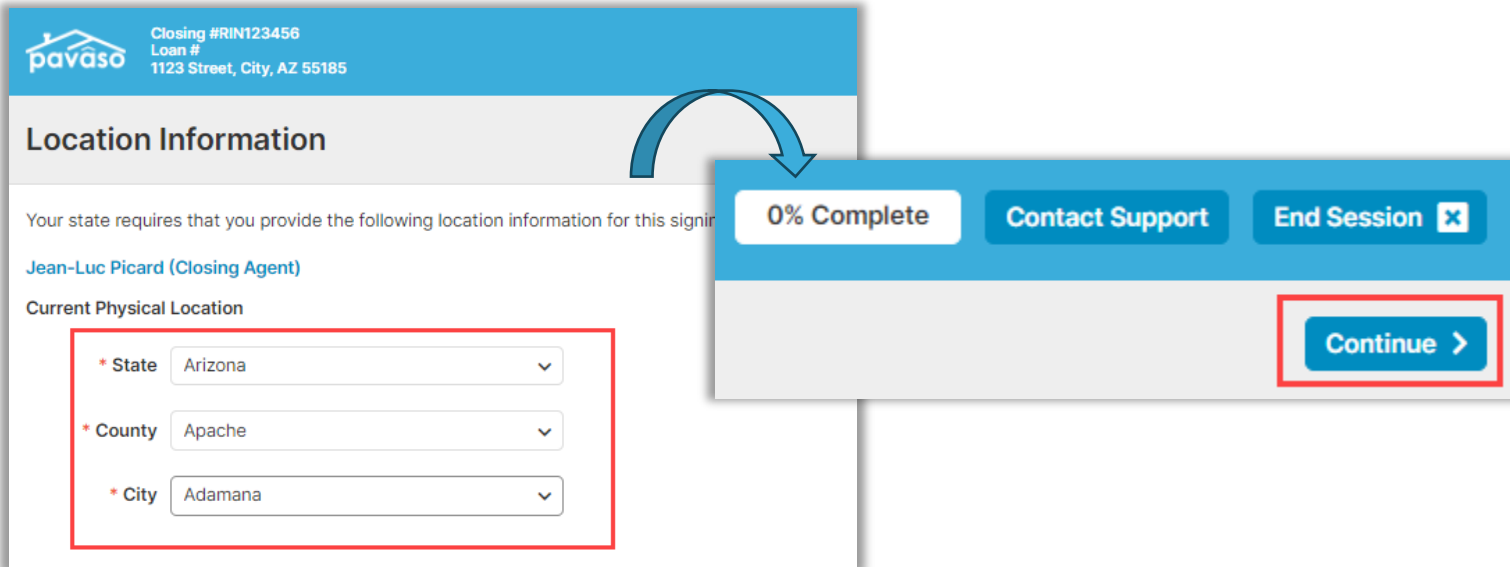 pavaso
Closing #RIN123456
Loan #
1123 Street, City, AZ 55185
Location Information
Your state requires that you provide the following location information for this
Jean-Luc Picard (Closing Agent)
Current Physical Location
* State Arizona
* County Apache
* City Adamana
0% Complete
Contact Support
End Session
Continue